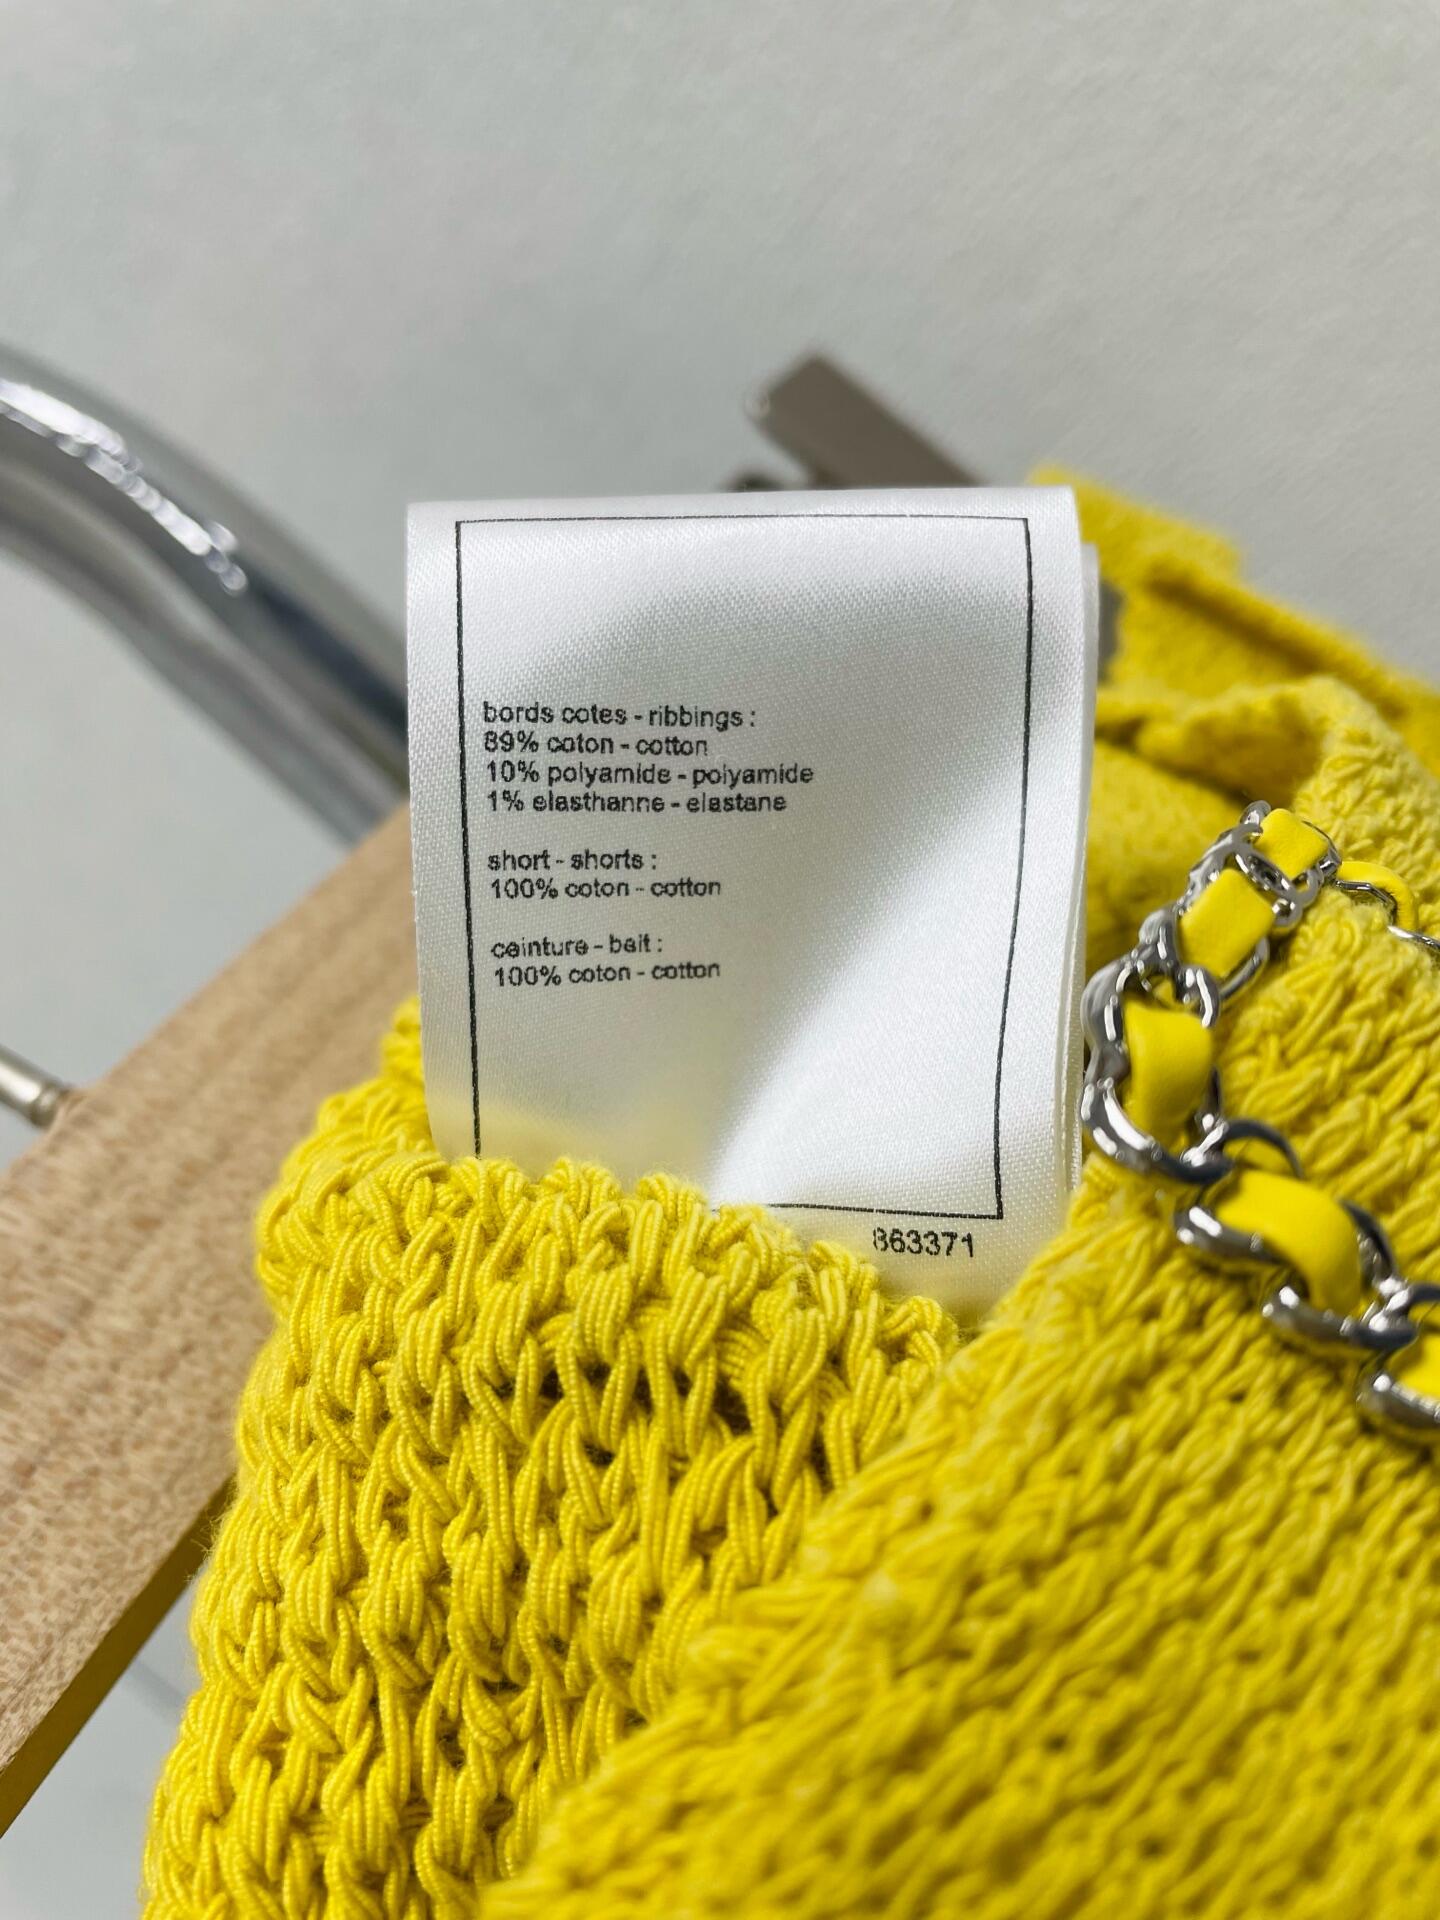 bords cotes - ribbings :
89% coton - cotton
10% polyamide - polyamide
1% elasthanne - elastane
short - shorts :
100% coton - cotton
ceinture - belt :
100% coton - cotton
863371